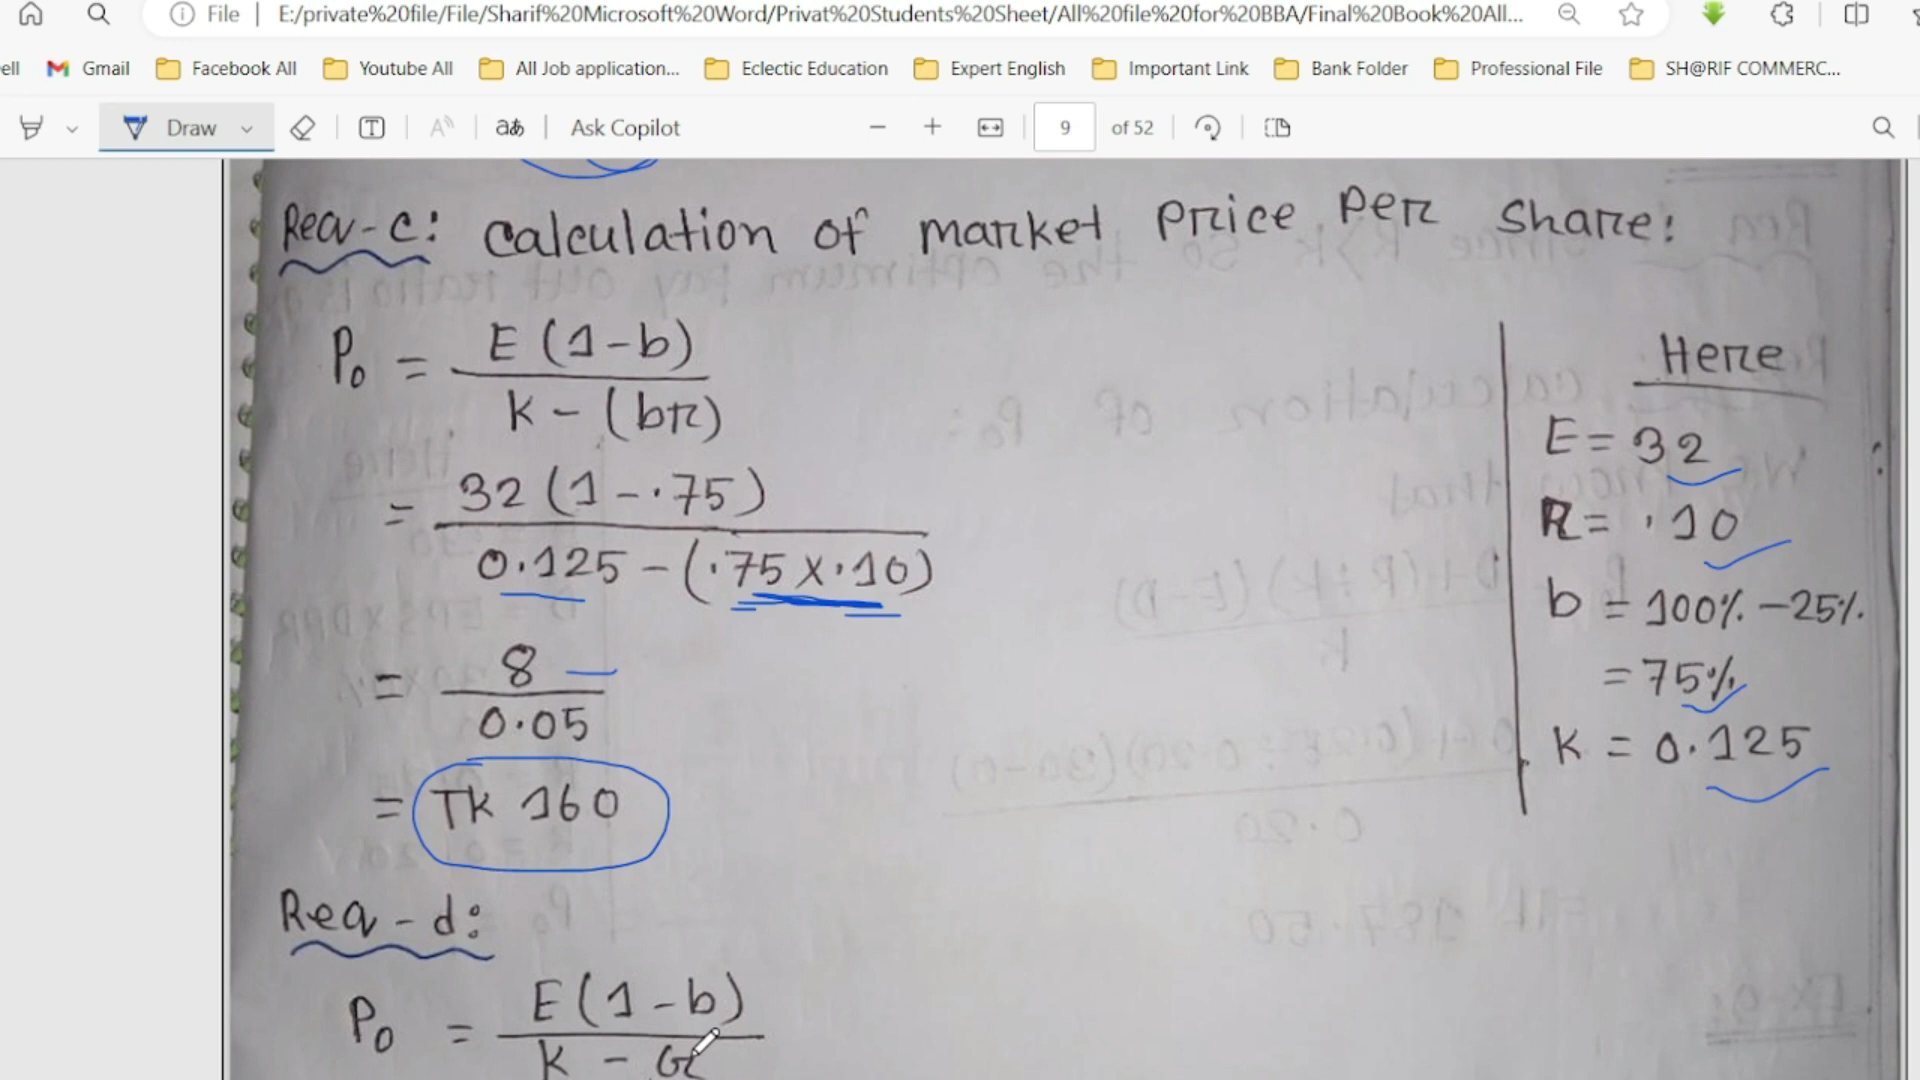 File | E:/private%20file/File/Sharif%20Microsoft%20Word/Privat%20Students%20Sheet/All%20file%20for%20BBA/Final%20Book%20All...
ell Gmail Facebook All Youtube All All Job application... Eclectic Education Expert English Important Link Bank Folder Professional File SH@RIF COMMERC...
Draw Ask Copilot 9 of 52
Req-c: Calculation of market price per share:
P₀ = E (1-b) / K - (br)
= 32 (1 - .75) / 0.125 - (.75 X .10)
= 8 / 0.05
= TK 160
Here
E = 32
R = .10
b = 100% - 25%.
= 75%
K = 0.125
Req - d:
P₀ = E (1 - b) / K - G